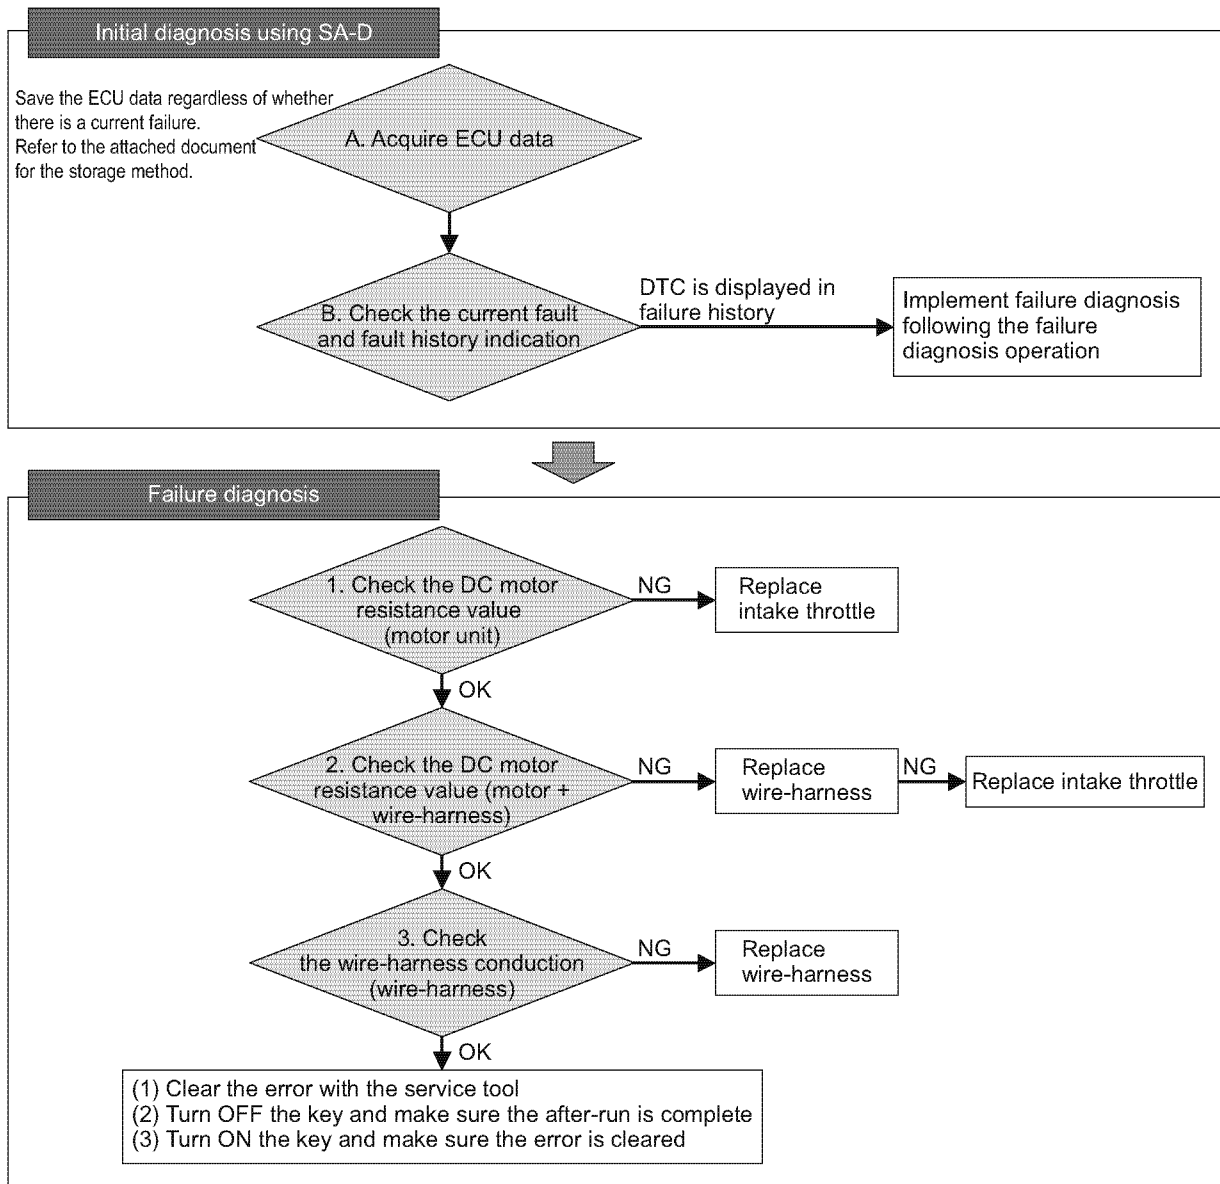 Initial diagnosis using SA-D
Save the ECU data regardless of whether
there is a current failure.
Refer to the attached document
for the storage method.
A. Acquire ECU data
B. Check the current fault
and fault history indication
DTC is displayed in
failure history
Implement failure diagnosis
following the failure
diagnosis operation
Failure diagnosis
1. Check the DC motor
resistance value
(motor unit)
NG
Replace
intake throttle
OK
2. Check the DC motor
resistance value (motor +
wire-harness)
NG
Replace
wire-harness
NG
Replace intake throttle
OK
3. Check
the wire-harness conduction
(wire-harness)
NG
Replace
wire-harness
OK
(1) Clear the error with the service tool
(2) Turn OFF the key and make sure the after-run is complete
(3) Turn ON the key and make sure the error is cleared